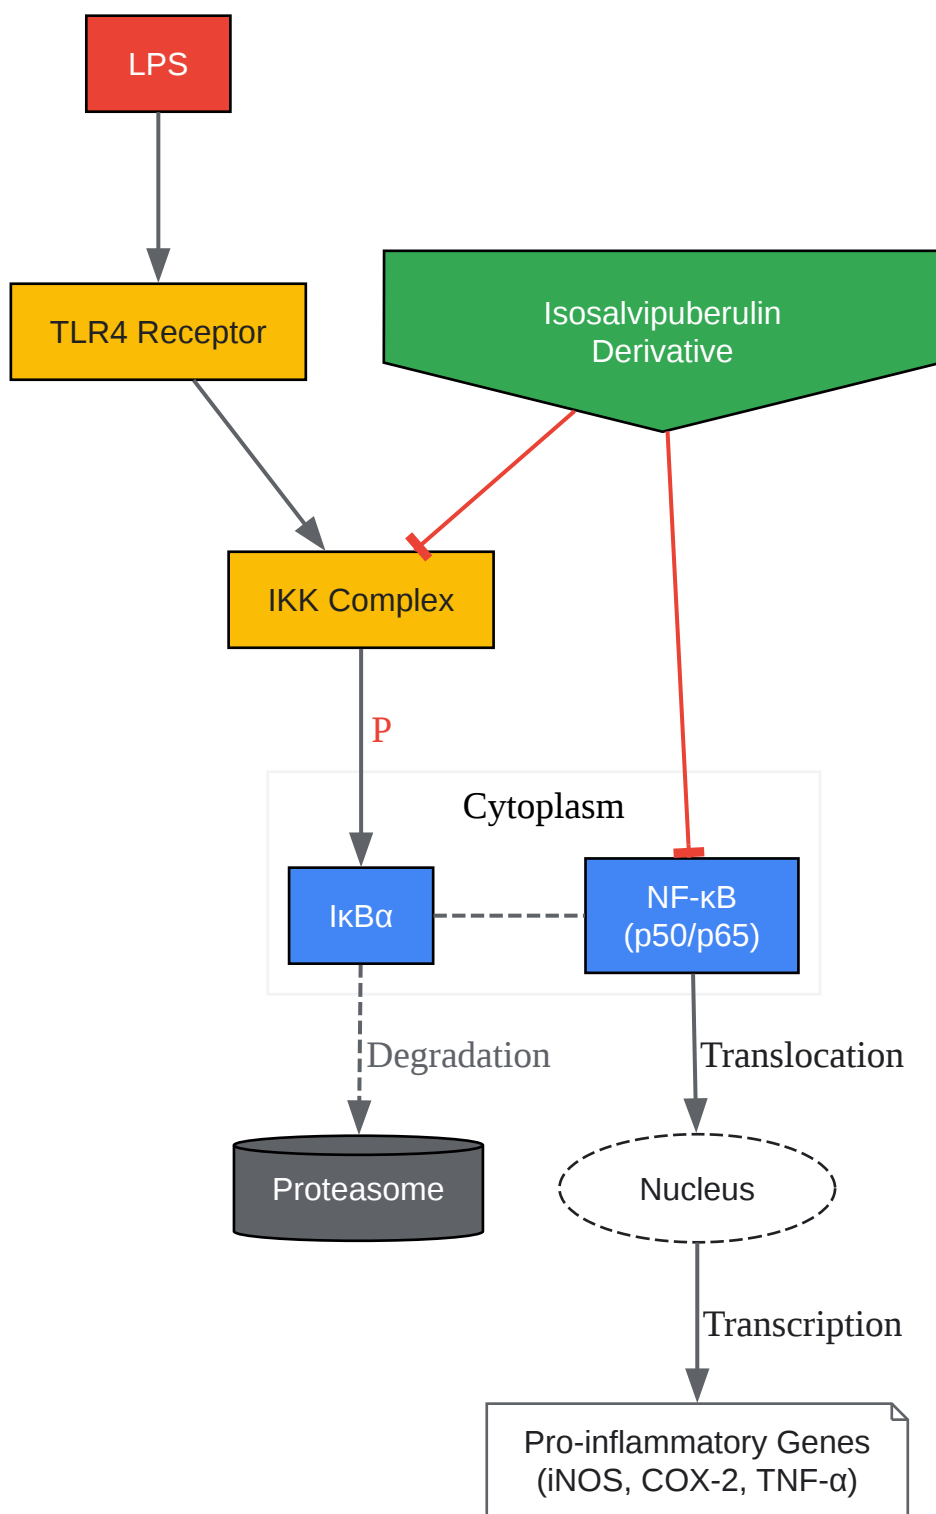 LPS
TLR4 Receptor
Isosalvipuberulin
Derivative
IKK Complex
P
Cytoplasm
IκBα
NF-κB
(p50/p65)
Degradation
Translocation
Proteasome
Nucleus
Transcription
Pro-inflammatory Genes
(iNOS, COX-2, TNF-α)